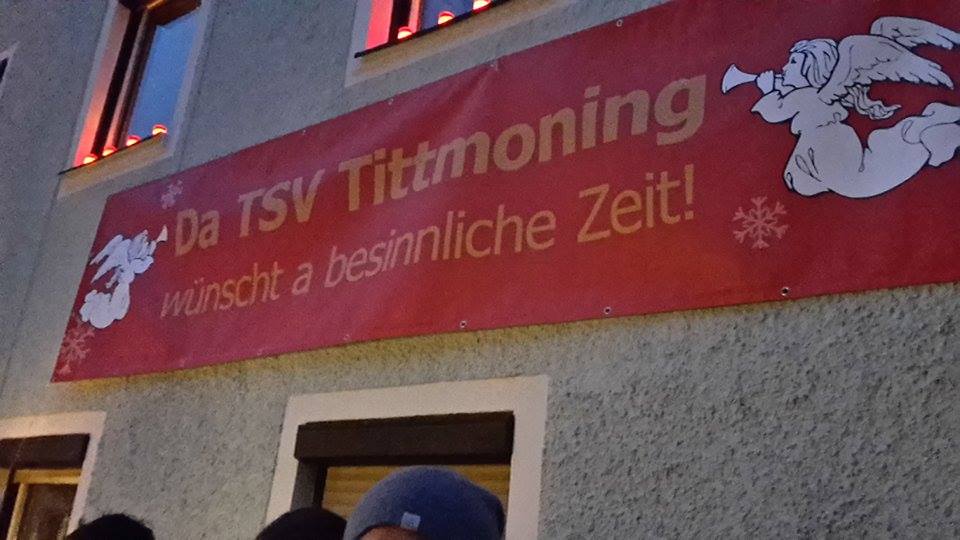 Da TSV Tittmoning
wünscht a besinnliche Zeit!